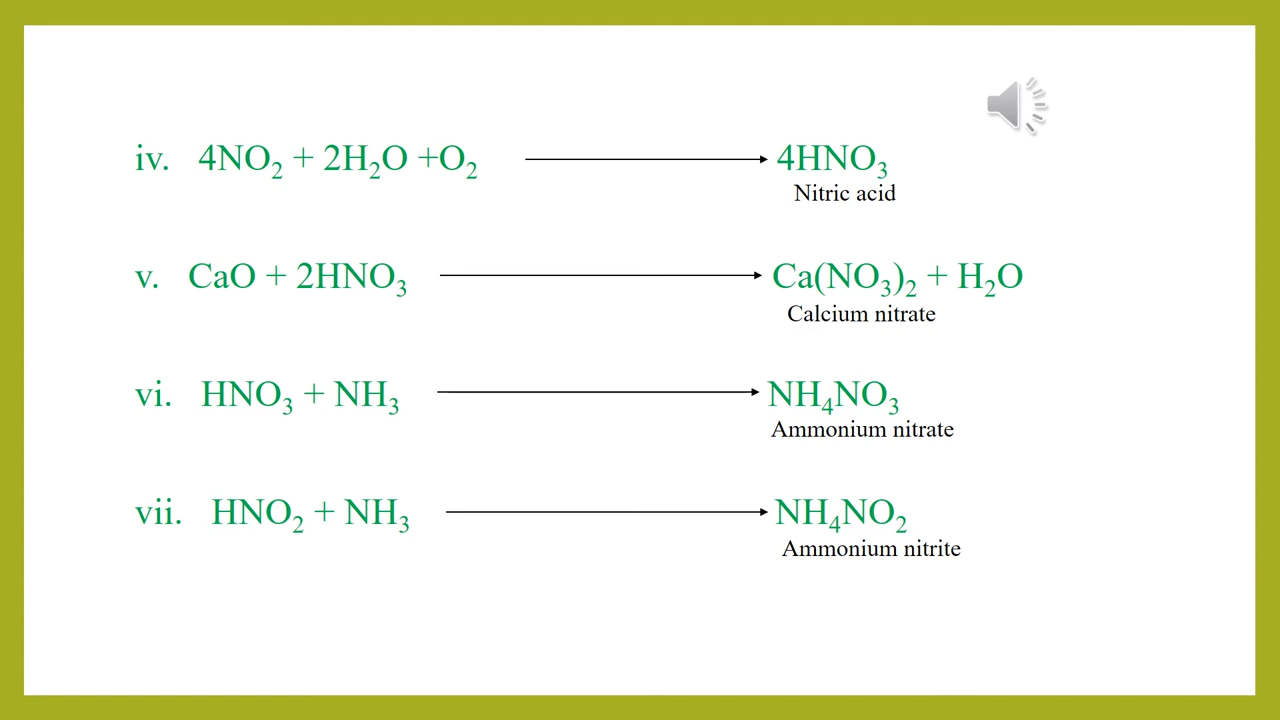 iv. 4NO₂ + 2H₂O +O₂ ⟶ 4HNO₃
Nitric acid
v. CaO + 2HNO₃ ⟶ Ca(NO₃)₂ + H₂O
Calcium nitrate
vi. HNO₃ + NH₃ ⟶ NH₄NO₃
Ammonium nitrate
vii. HNO₂ + NH₃ ⟶ NH₄NO₂
Ammonium nitrite